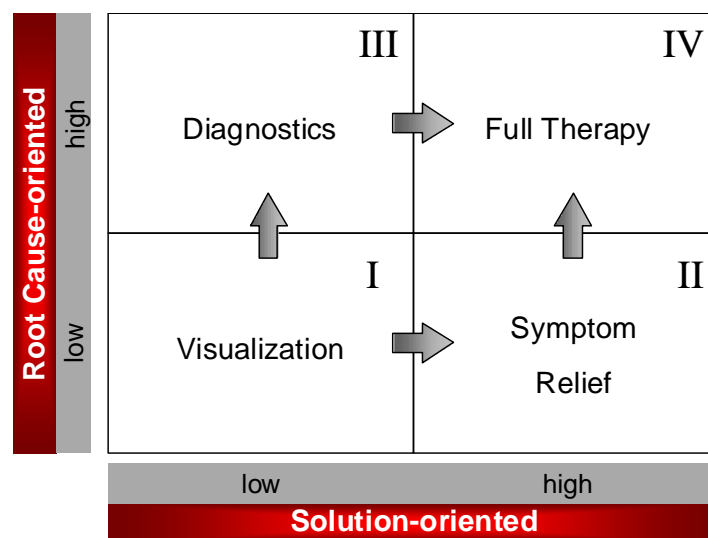 III
IV
Diagnostics
Full Therapy
high
Root Cause-oriented
low
I
II
Visualization
Symptom
Relief
low
high
Solution-oriented